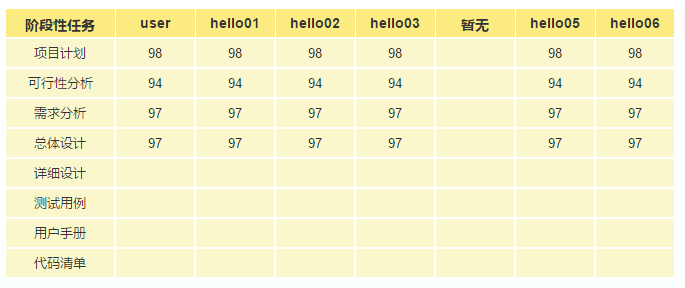 阶段性任务 user hello01 hello02 hello03 暂无 hello05 hello06
项目计划 98 98 98 98 98 98
可行性分析 94 94 94 94 94 94
需求分析 97 97 97 97 97 97
总体设计 97 97 97 97 97 97
详细设计
测试用例
用户手册
代码清单